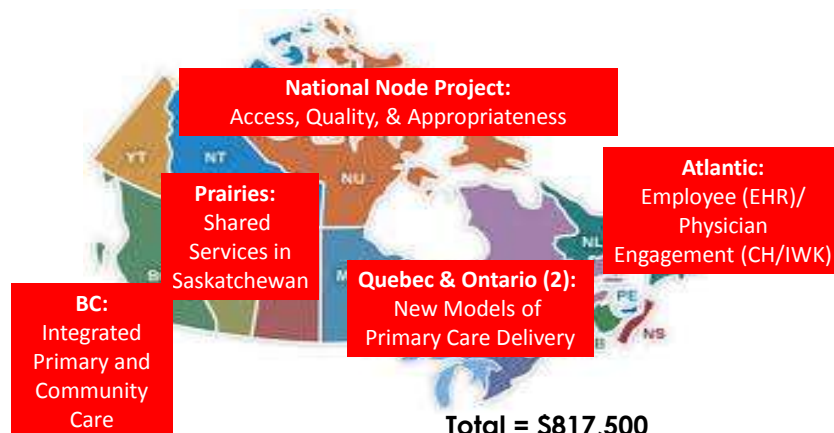 National Node Project:
Access, Quality, & Appropriateness
YT
NT
NU
Atlantic:
Employee (EHR)/
Physician
Engagement (CH/IWK)
Prairies:
Shared
Services in
Saskatchewan
NL
Quebec & Ontario (2):
New Models of
Primary Care Delivery
BC:
Integrated
Primary and
Community
Care
PE
NS
Total = $817,500